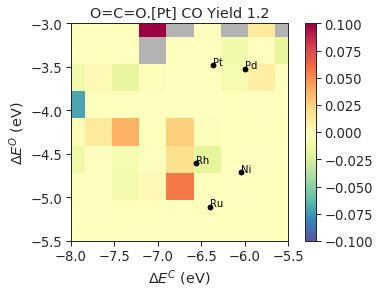 O=C=O,[Pt] CO Yield 1.2
−3.0
−3.5
−4.0
−4.5
−5.0
−5.5
ΔE^O (eV)
Pt
Pd
Rh
Ni
Ru
−8.0 −7.5 −7.0 −6.5 −6.0 −5.5
ΔE^C (eV)
0.100
0.075
0.050
0.025
0.000
−0.025
−0.050
−0.075
−0.100